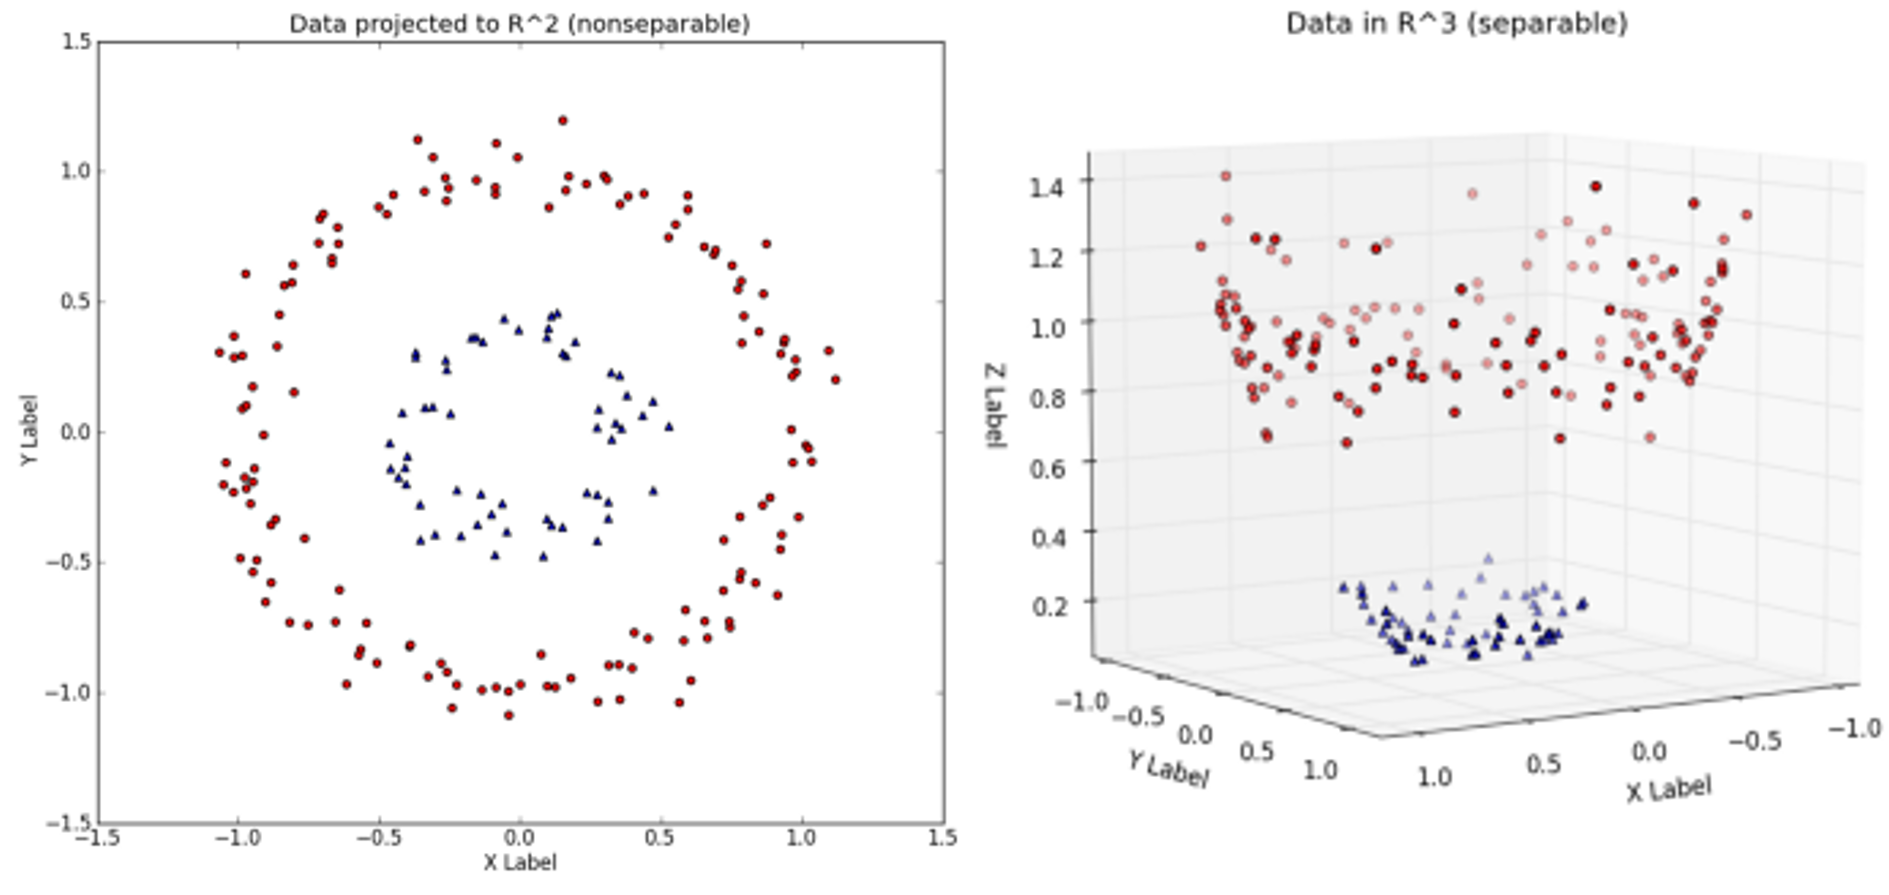 Data projected to R^2 (nonseparable)
1.5
1.0
0.5
0.0
−0.5
−1.0
−1.5
Y Label
−1.5 −1.0 −0.5 0.0 0.5 1.0 1.5
X Label
Data in R^3 (separable)
1.4
1.2
1.0
0.8
0.6
0.4
0.2
Z Label
−1.0 −0.5 0.0 0.5 1.0
Y Label
1.0 0.5 0.0 −0.5 −1.0
X Label